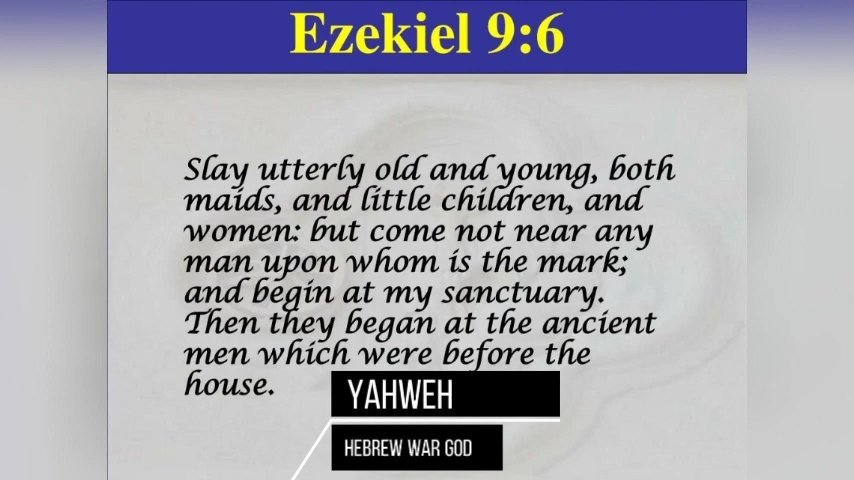 Ezekiel 9:6
Slay utterly old and young, both
maids, and little children, and
women: but come not near any
man upon whom is the mark;
and begin at my sanctuary.
Then they began at the ancient
men which were before the
house.
YAHWEH
HEBREW WAR GOD